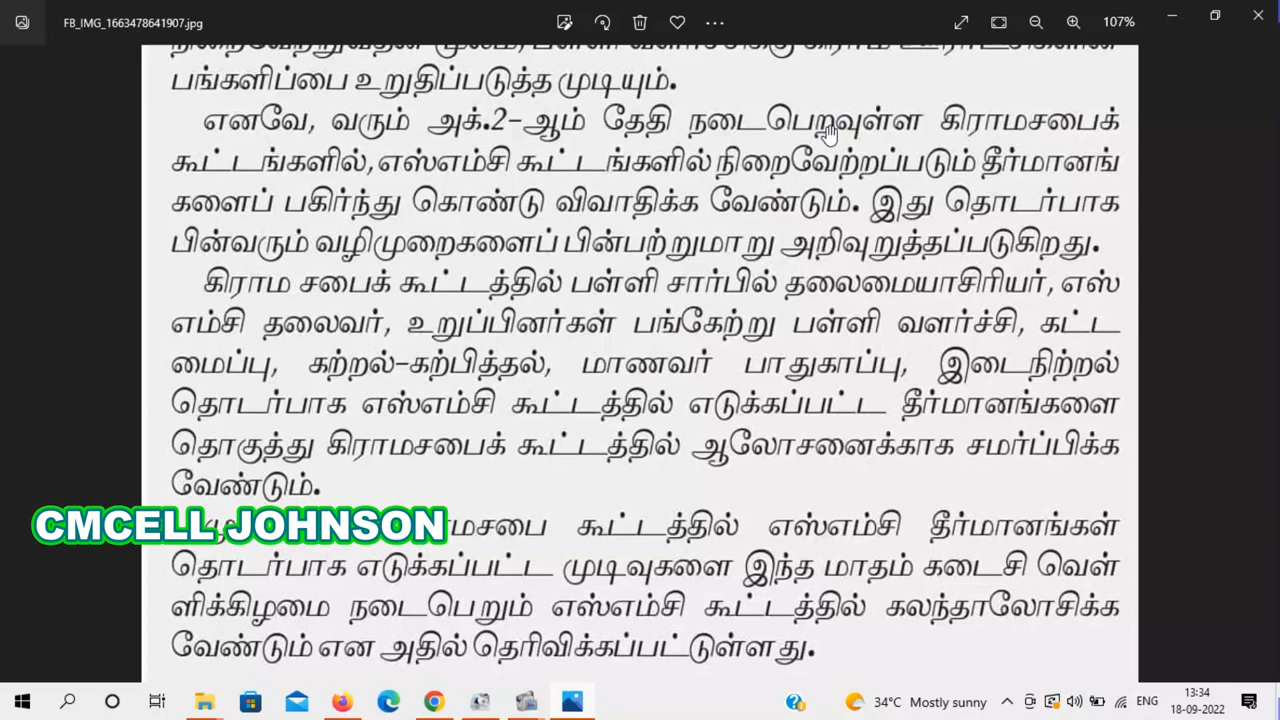 FB_IMG_1663478641907.jpg
107%
பங்களிப்பை உறுதிப்படுத்த முடியும்.
எனவே, வரும் அக்.2-ஆம் தேதி நடைபெறவுள்ள கிராமசபைக்
கூட்டங்களில், எஸ்எம்சி கூட்டங்களில் நிறைவேற்றப்படும் தீர்மானங்
களைப் பகிர்ந்து கொண்டு விவாதிக்க வேண்டும். இது தொடர்பாக
பின்வரும் வழிமுறைகளைப் பின்பற்றுமாறு அறிவுறுத்தப்படுகிறது.
கிராம சபைக் கூட்டத்தில் பள்ளி சார்பில் தலைமையாசிரியர், எஸ்
எம்சி தலைவர், உறுப்பினர்கள் பங்கேற்று பள்ளி வளர்ச்சி, கட்ட
மைப்பு, கற்றல்-கற்பித்தல், மாணவர் பாதுகாப்பு, இடைநிற்றல்
தொடர்பாக எஸ்எம்சி கூட்டத்தில் எடுக்கப்பட்ட தீர்மானங்களை
தொகுத்து கிராமசபைக் கூட்டத்தில் ஆலோசனைக்காக சமர்ப்பிக்க
வேண்டும்.
CMCELL JOHNSON
கூட்டத்தில் எஸ்எம்சி தீர்மானங்கள்
தொடர்பாக எடுக்கப்பட்ட முடிவுகளை இந்த மாதம் கடைசி வெள்
ளிக்கிழமை நடைபெறும் எஸ்எம்சி கூட்டத்தில் கலந்தாலோசிக்க
வேண்டும் என அதில் தெரிவிக்கப்பட்டுள்ளது.
34°C Mostly sunny
ENG
13:34
18-09-2022